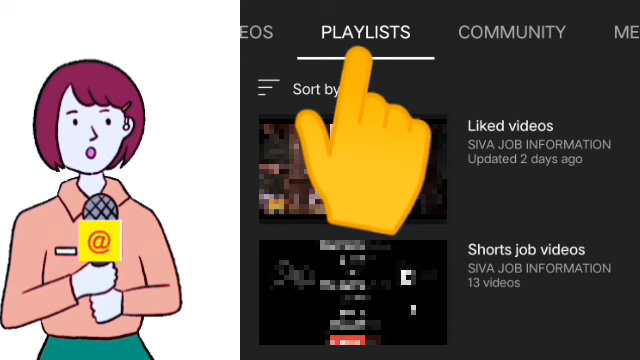 EOS PLAYLISTS COMMUNITY ME
Sort by
Liked videos
SIVA JOB INFORMATION
Updated 2 days ago
@
Shorts job videos
SIVA JOB INFORMATION
13 videos